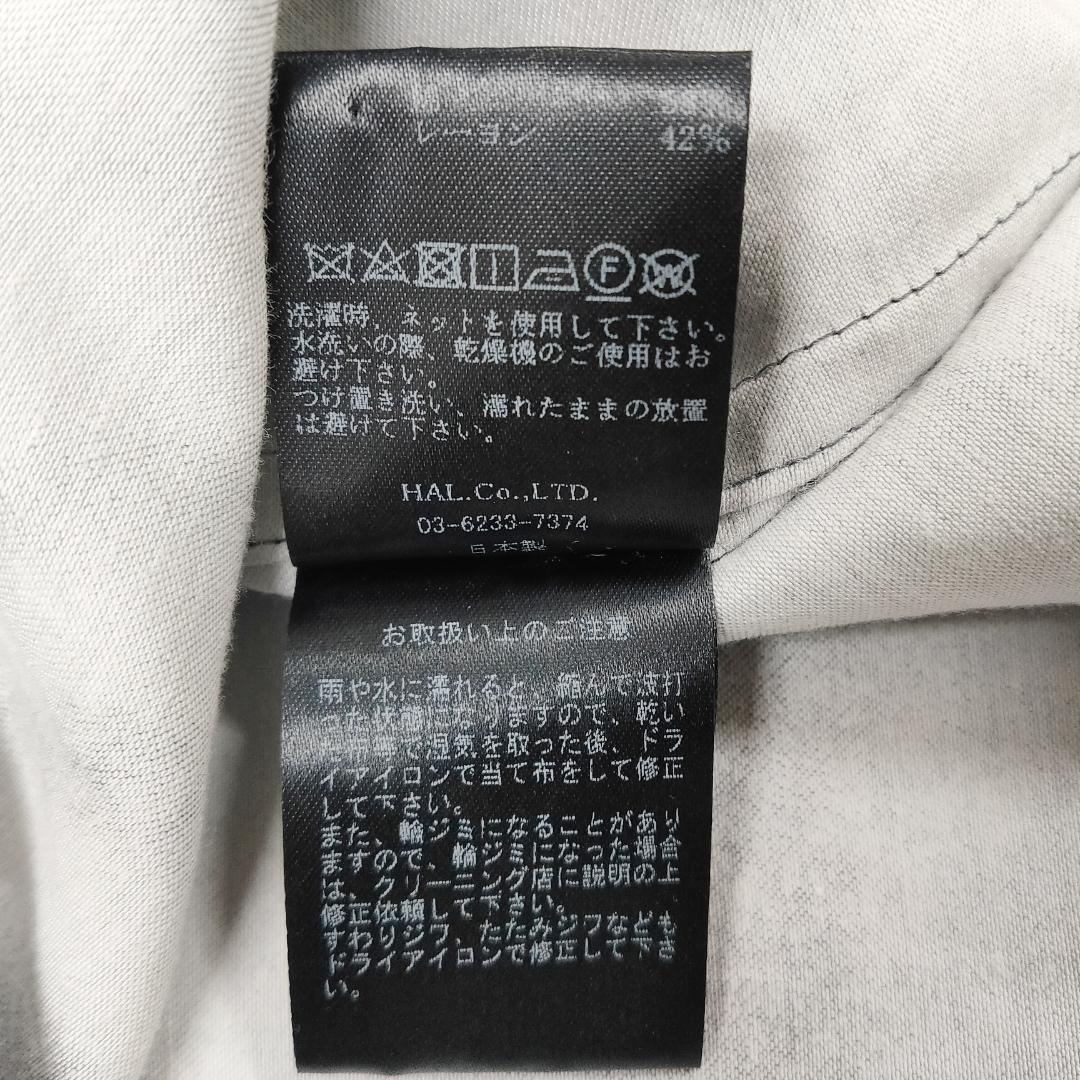 レーヨン 42%
F W
洗濯時、ネットを使用して下さい。
水洗いの際、乾燥機のご使用はお
避け下さい。
つけ置き洗い、濡れたままの放置
は避けて下さい。
HAL.Co.,LTD.
03-6233-7374
日本製
お取扱い上のご注意
雨や水に濡れると、縮んで波打
った状態になりますので、乾い
た布等で湿気を取った後、ドラ
イアイロンで当て布をして修正
して下さい。
また、輪ジミになることがあり
ますので、輪ジミになった場合
は、クリーニング店に説明の上
修正依頼して下さい。
すわりジワ、たたみジワなども
ドライアイロンで修正して下さ
い。